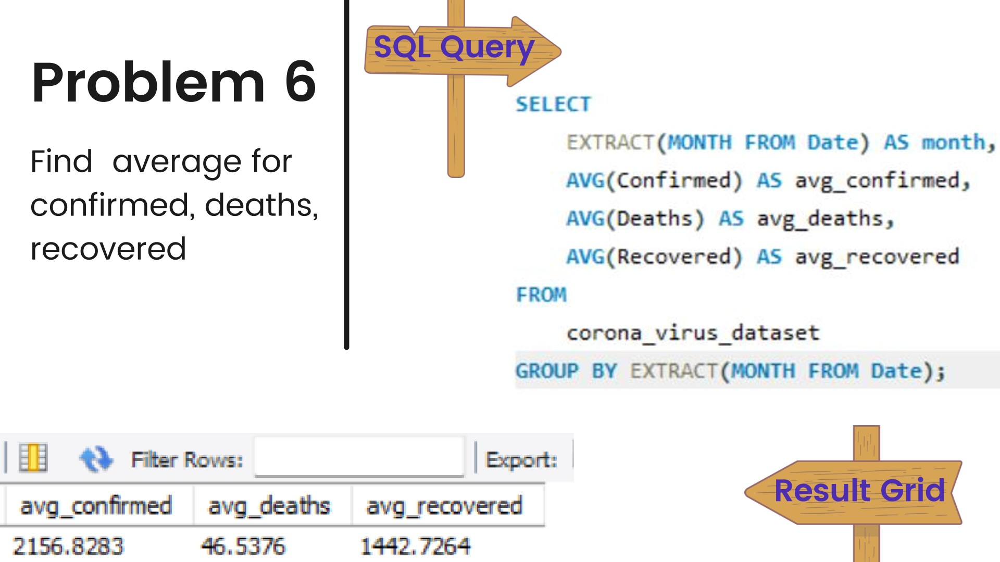 Problem 6
Find  average for
confirmed, deaths,
recovered
SQL Query
SELECT
    EXTRACT(MONTH FROM Date) AS month,
    AVG(Confirmed) AS avg_confirmed,
    AVG(Deaths) AS avg_deaths,
    AVG(Recovered) AS avg_recovered
FROM
    corona_virus_dataset
GROUP BY EXTRACT(MONTH FROM Date);
Filter Rows: Export:
avg_confirmed avg_deaths avg_recovered
2156.8283 46.5376 1442.7264
Result Grid